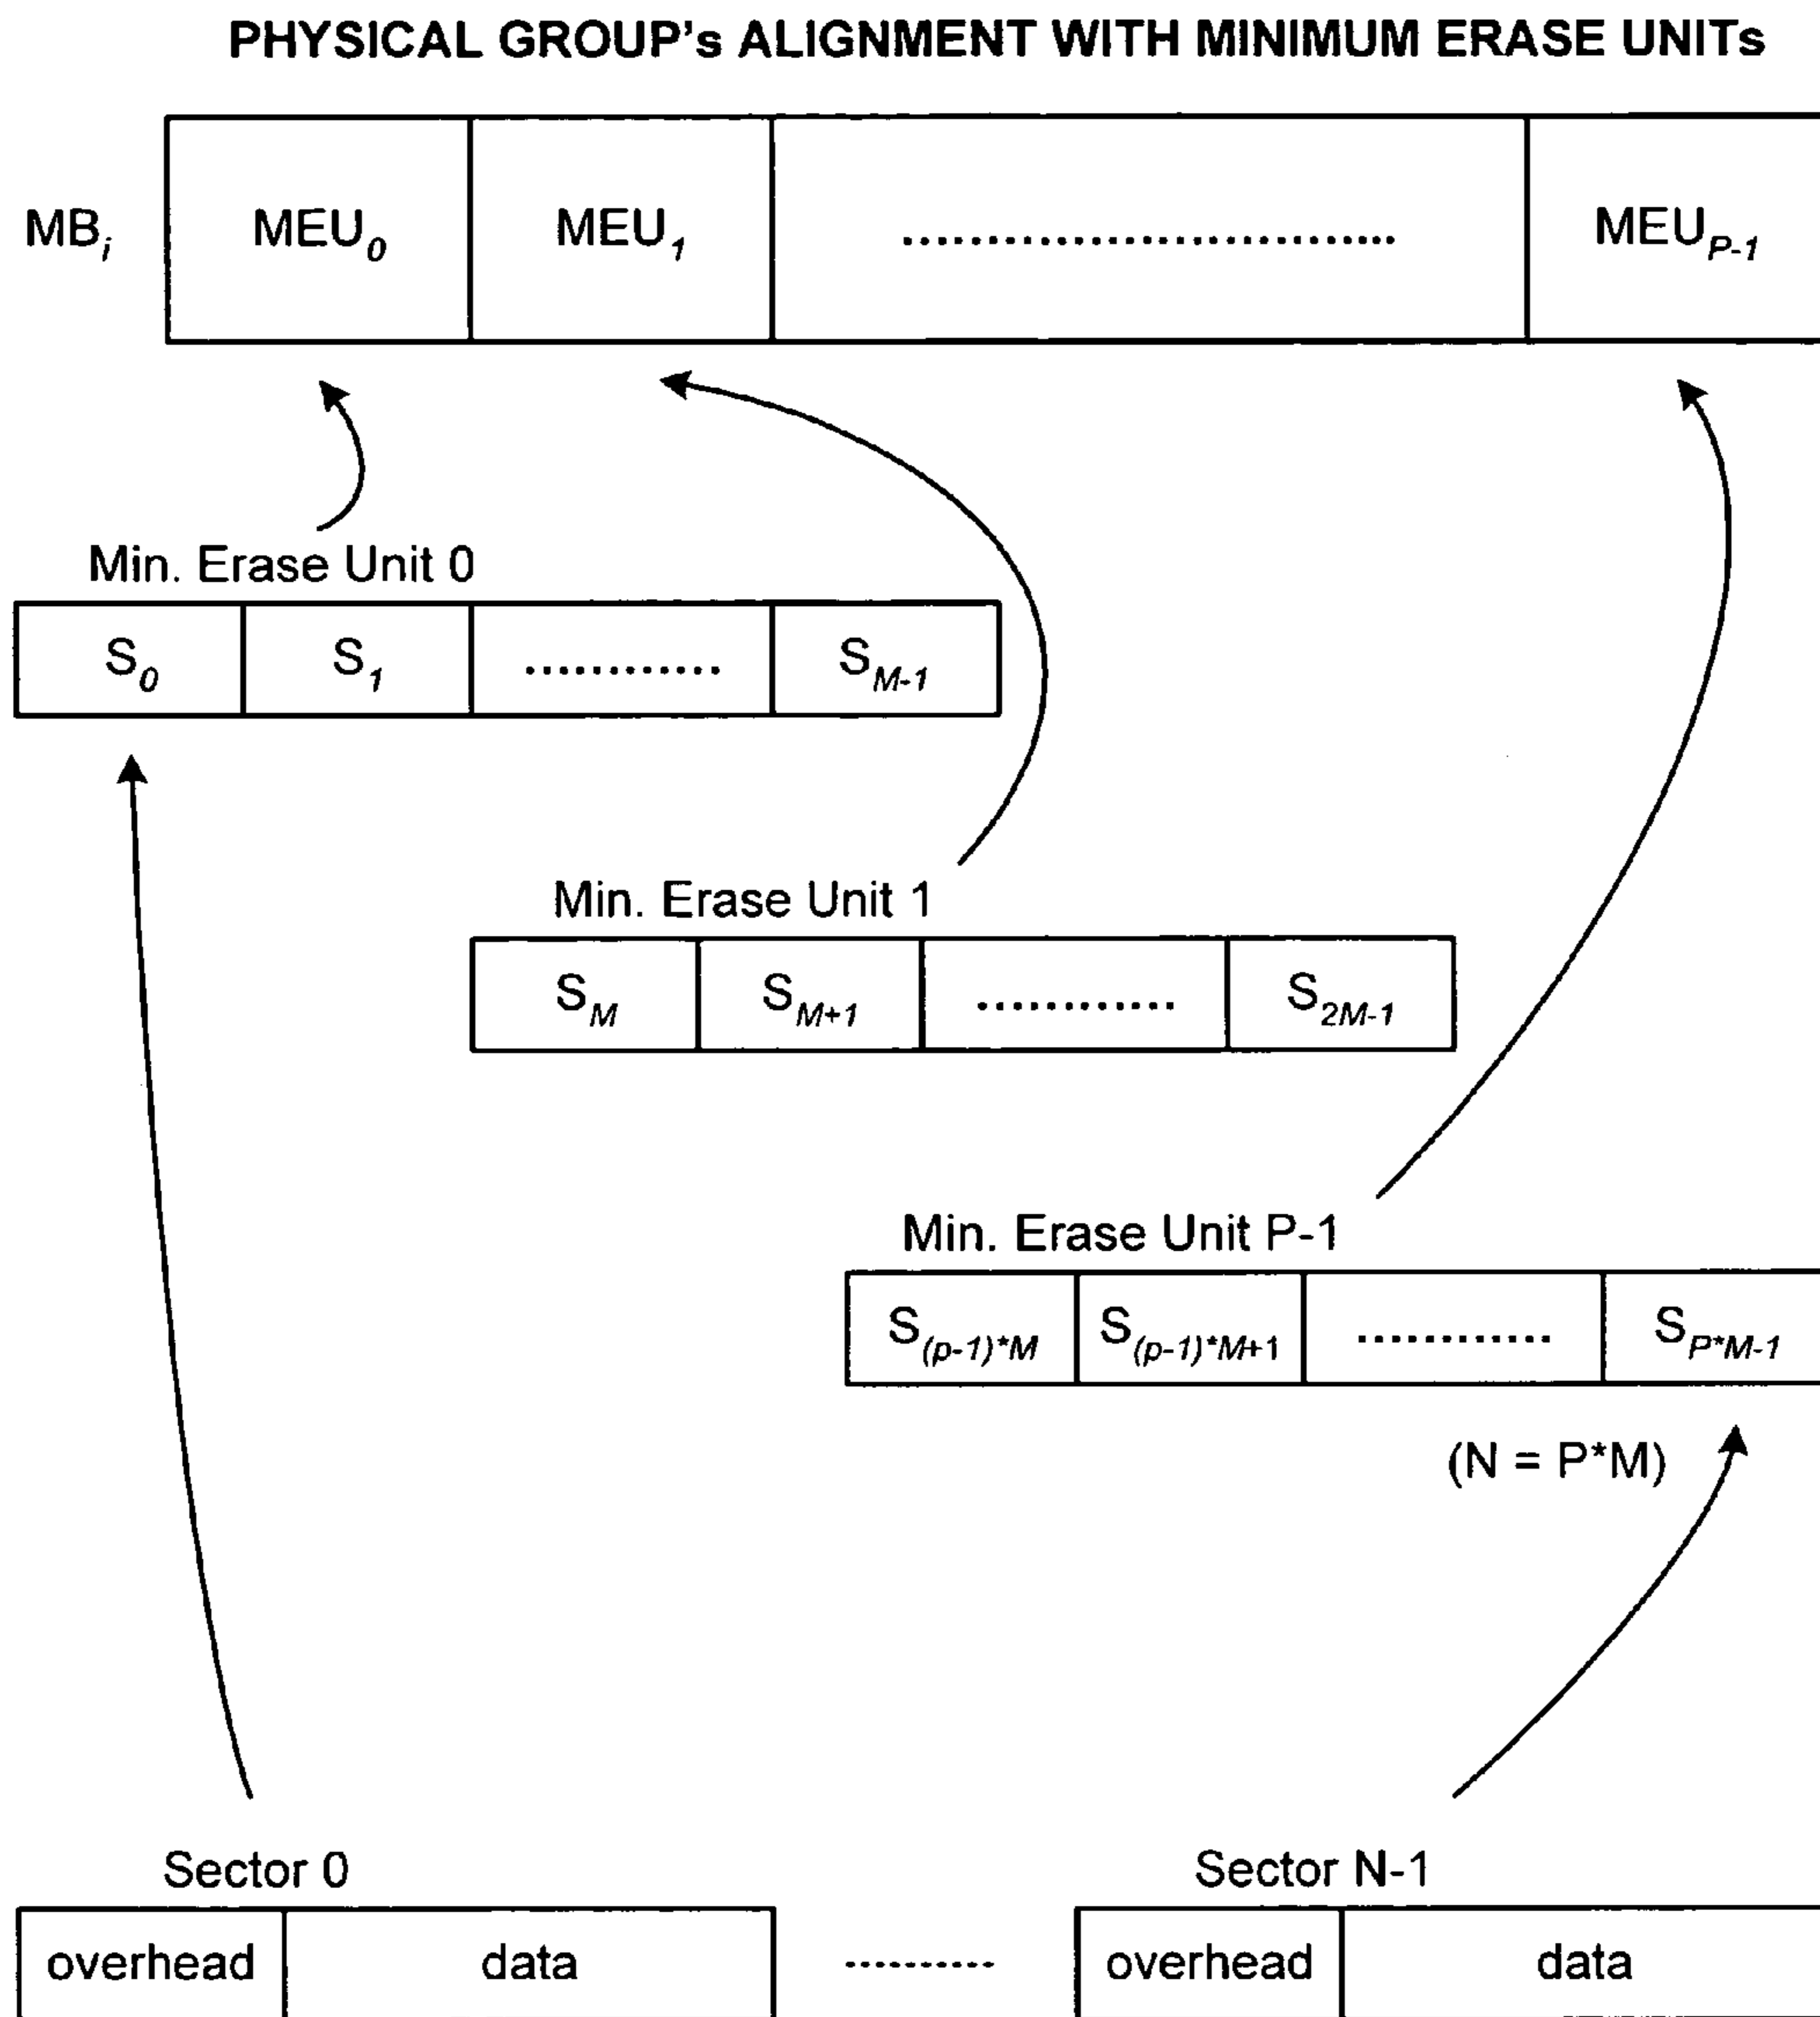 PHYSICAL GROUP's ALIGNMENT WITH MINIMUM ERASE UNITs
MBi MEU0 MEU1 .............................. MEUP-1
Min. Erase Unit 0
S0 S1 ............ SM-1
Min. Erase Unit 1
SM SM+1 ............ S2M-1
Min. Erase Unit P-1
S(p-1)*M S(p-1)*M+1 ............ SP*M-1
(N = P*M)
Sector 0 Sector N-1
overhead data .......... overhead data